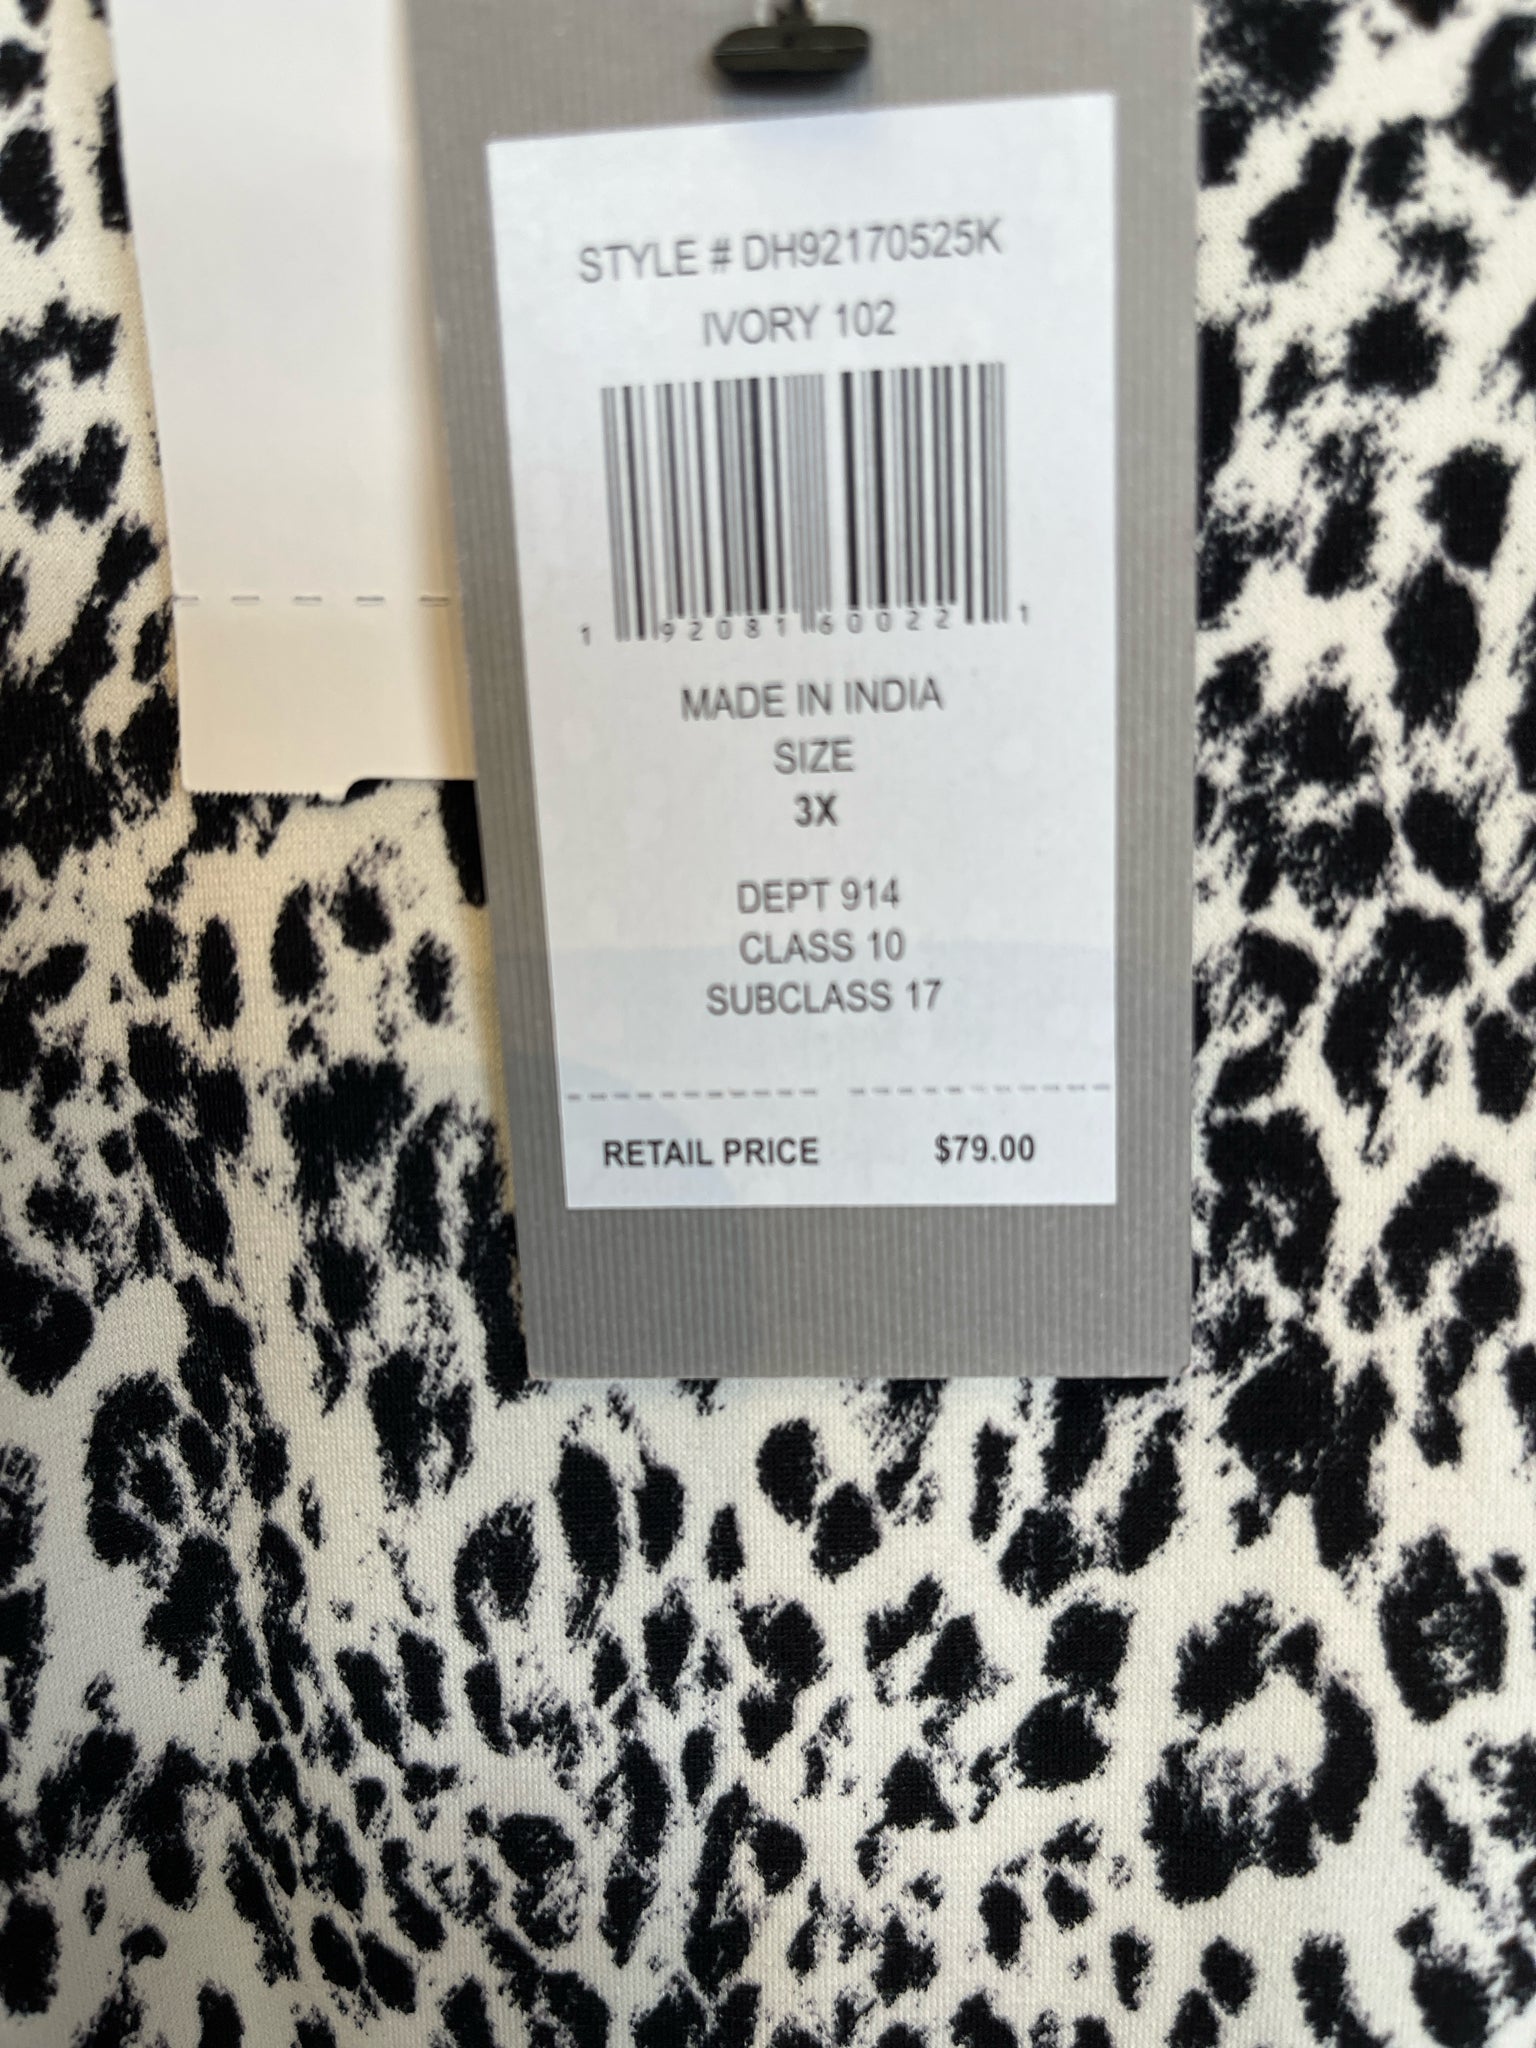 STYLE # DH92170525K
IVORY 102
1 92081 60022 1
MADE IN INDIA
SIZE
3X
DEPT 914
CLASS 10
SUBCLASS 17
RETAIL PRICE $79.00